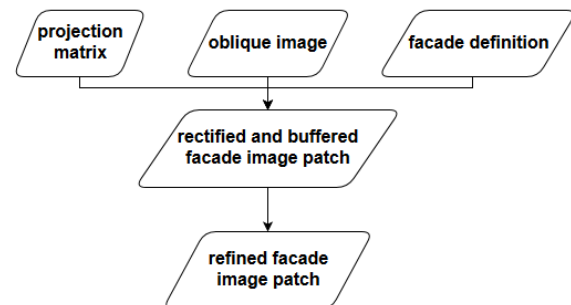 projection
matrix
oblique image
facade definition
rectified and buffered
facade image patch
refined facade
image patch